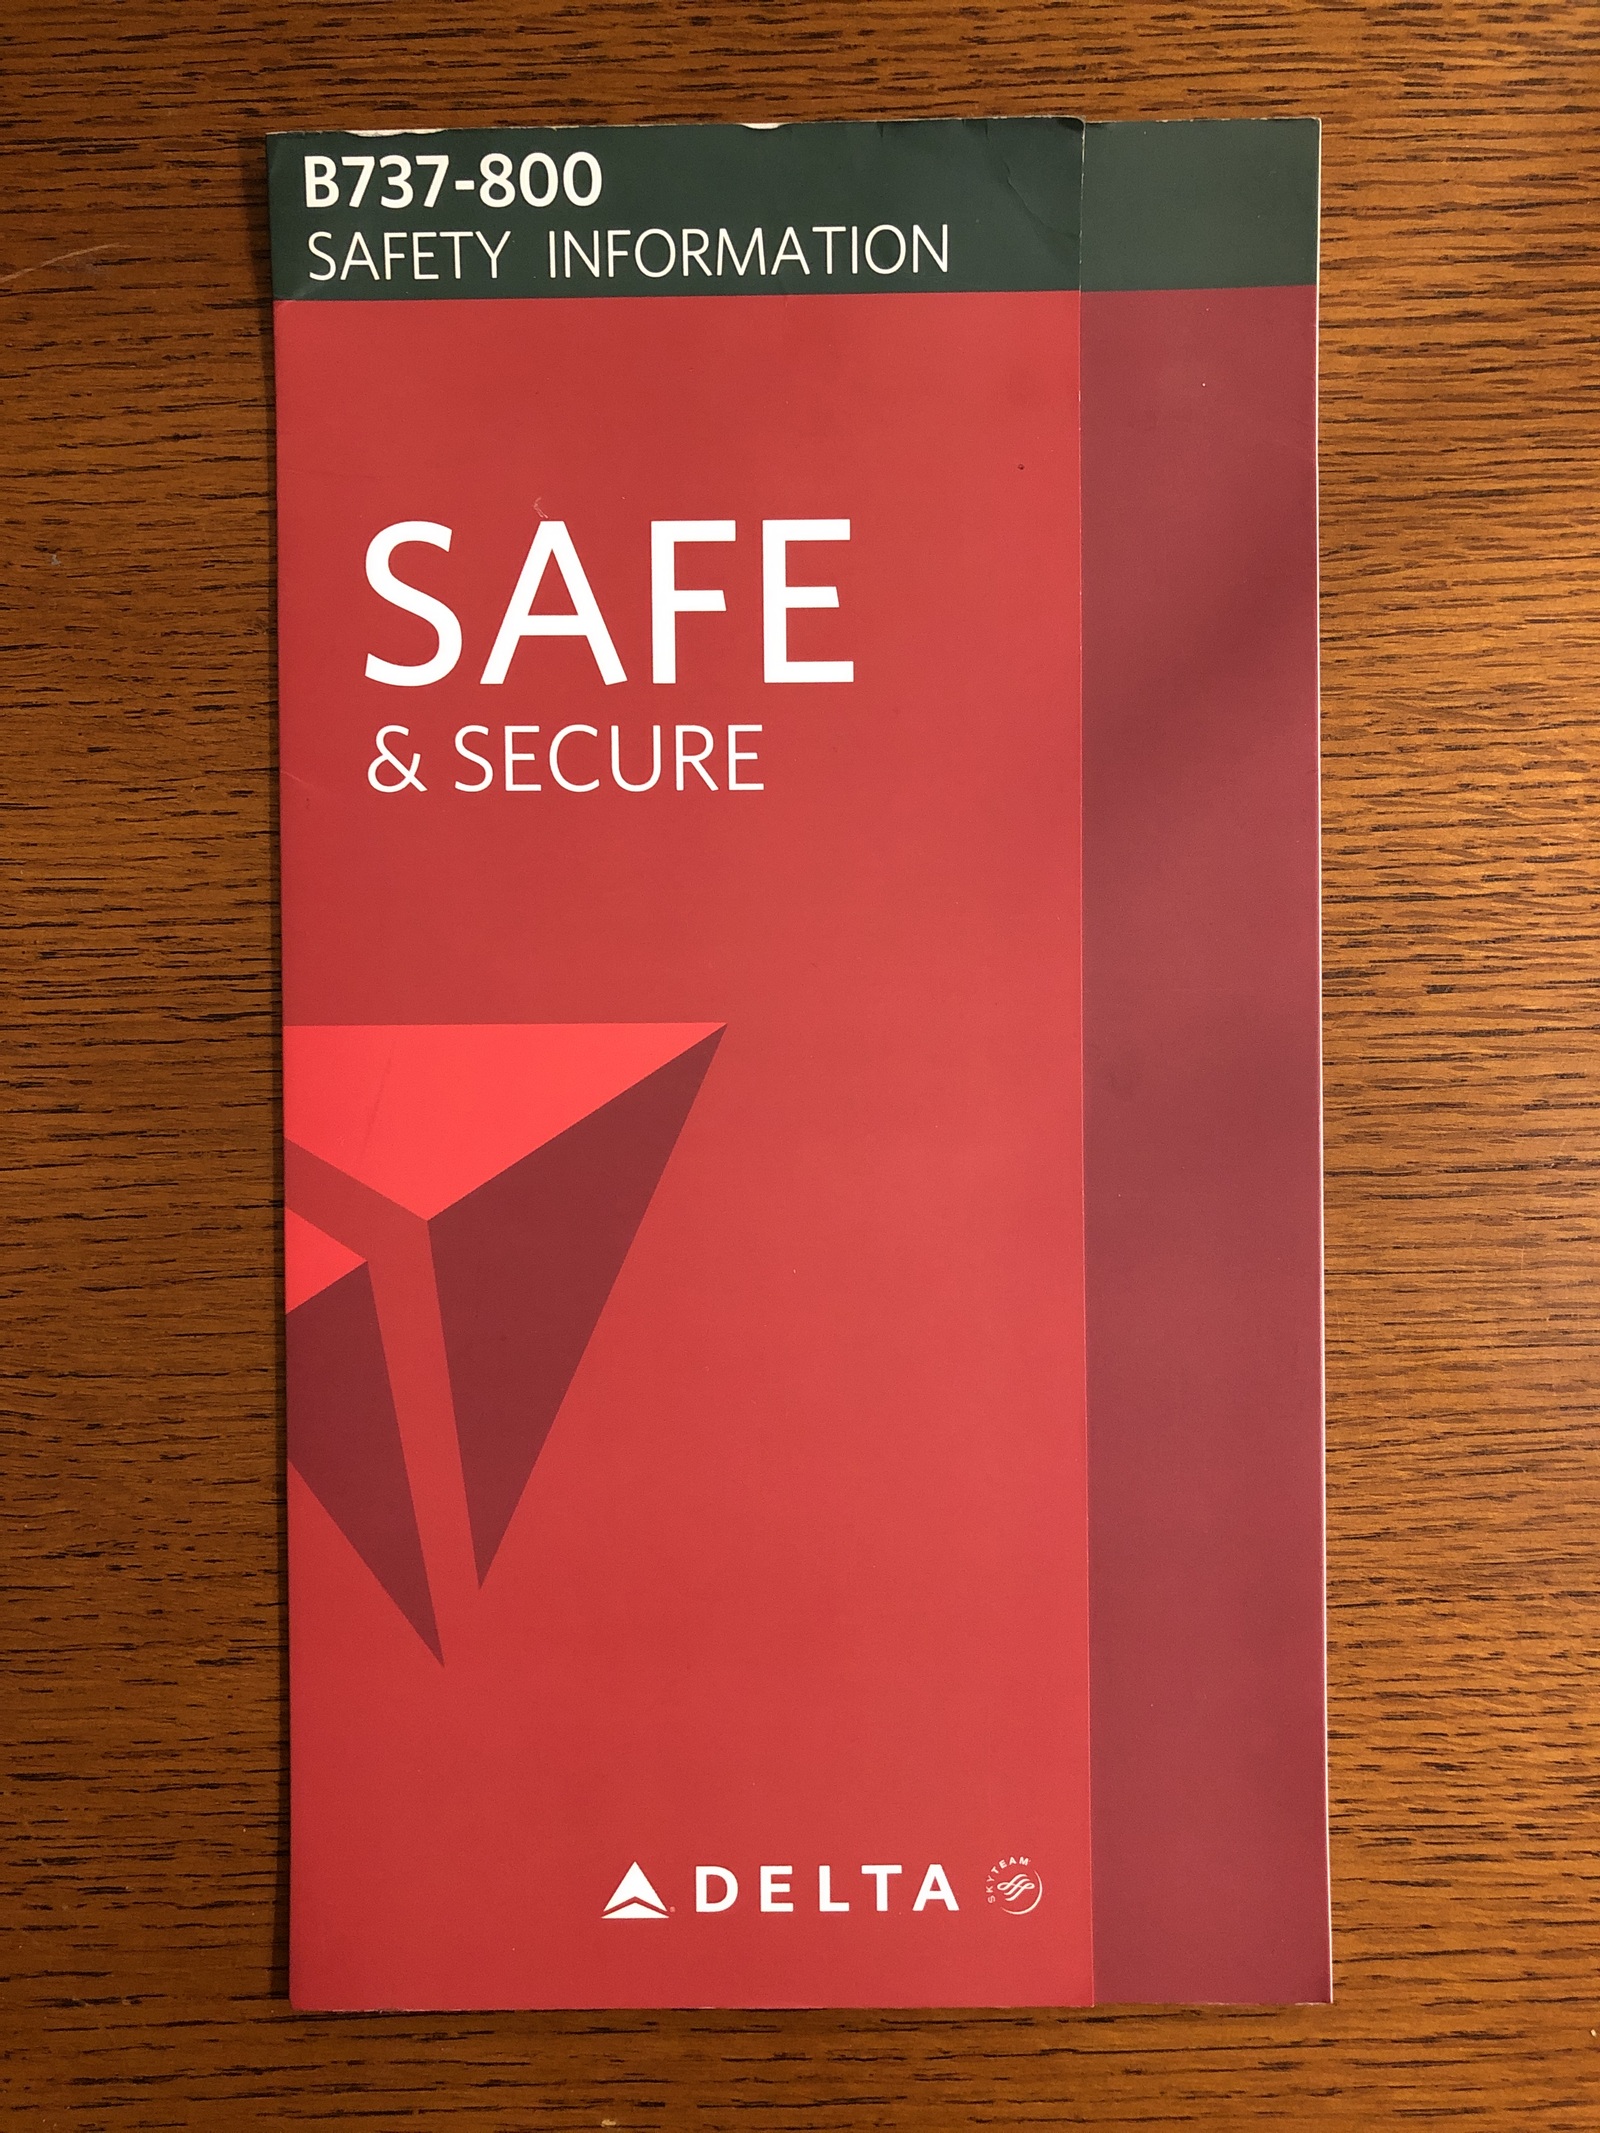 B737-800
SAFETY INFORMATION
SAFE
& SECURE
DELTA
SKYTEAM